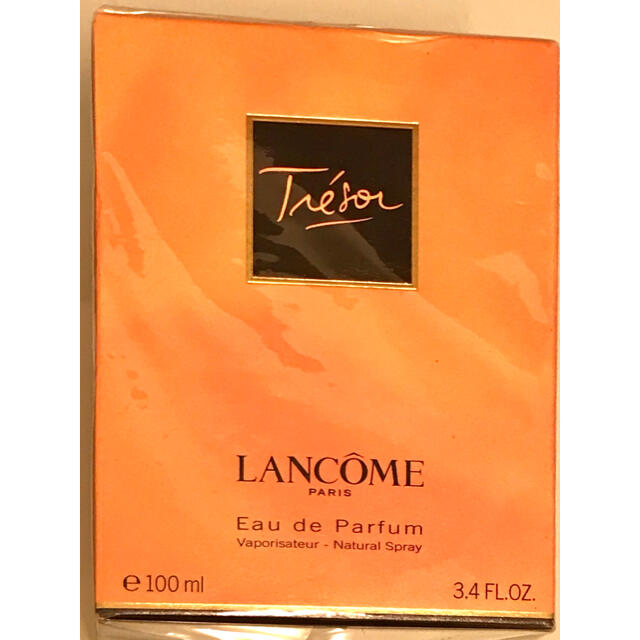 Trésor
LANCÔME
PARIS
Eau de Parfum
Vaporisateur - Natural Spray
℮ 100 ml 3.4 FL.OZ.